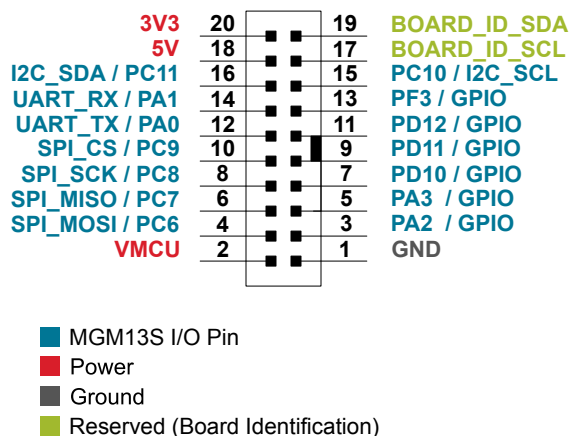 3V3 20 19 BOARD_ID_SDA
5V 18 17 BOARD_ID_SCL
I2C_SDA / PC11 16 15 PC10 / I2C_SCL
UART_RX / PA1 14 13 PF3 / GPIO
UART_TX / PA0 12 11 PD12 / GPIO
SPI_CS / PC9 10 9 PD11 / GPIO
SPI_SCK / PC8 8 7 PD10 / GPIO
SPI_MISO / PC7 6 5 PA3 / GPIO
SPI_MOSI / PC6 4 3 PA2 / GPIO
VMCU 2 1 GND
MGM13S I/O Pin
Power
Ground
Reserved (Board Identification)